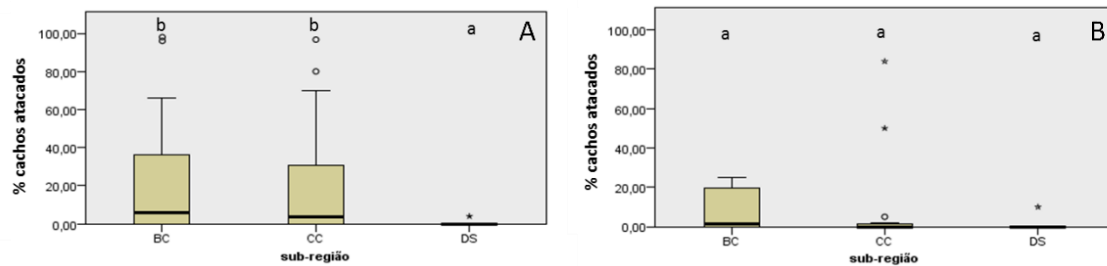 b b a A
100,00
80,00
60,00
40,00
20,00
0,00
% cachos atacados
BC CC DS
sub-região
a a a B
100,00
80,00
60,00
40,00
20,00
0,00
% cachos atacados
BC CC DS
sub-região